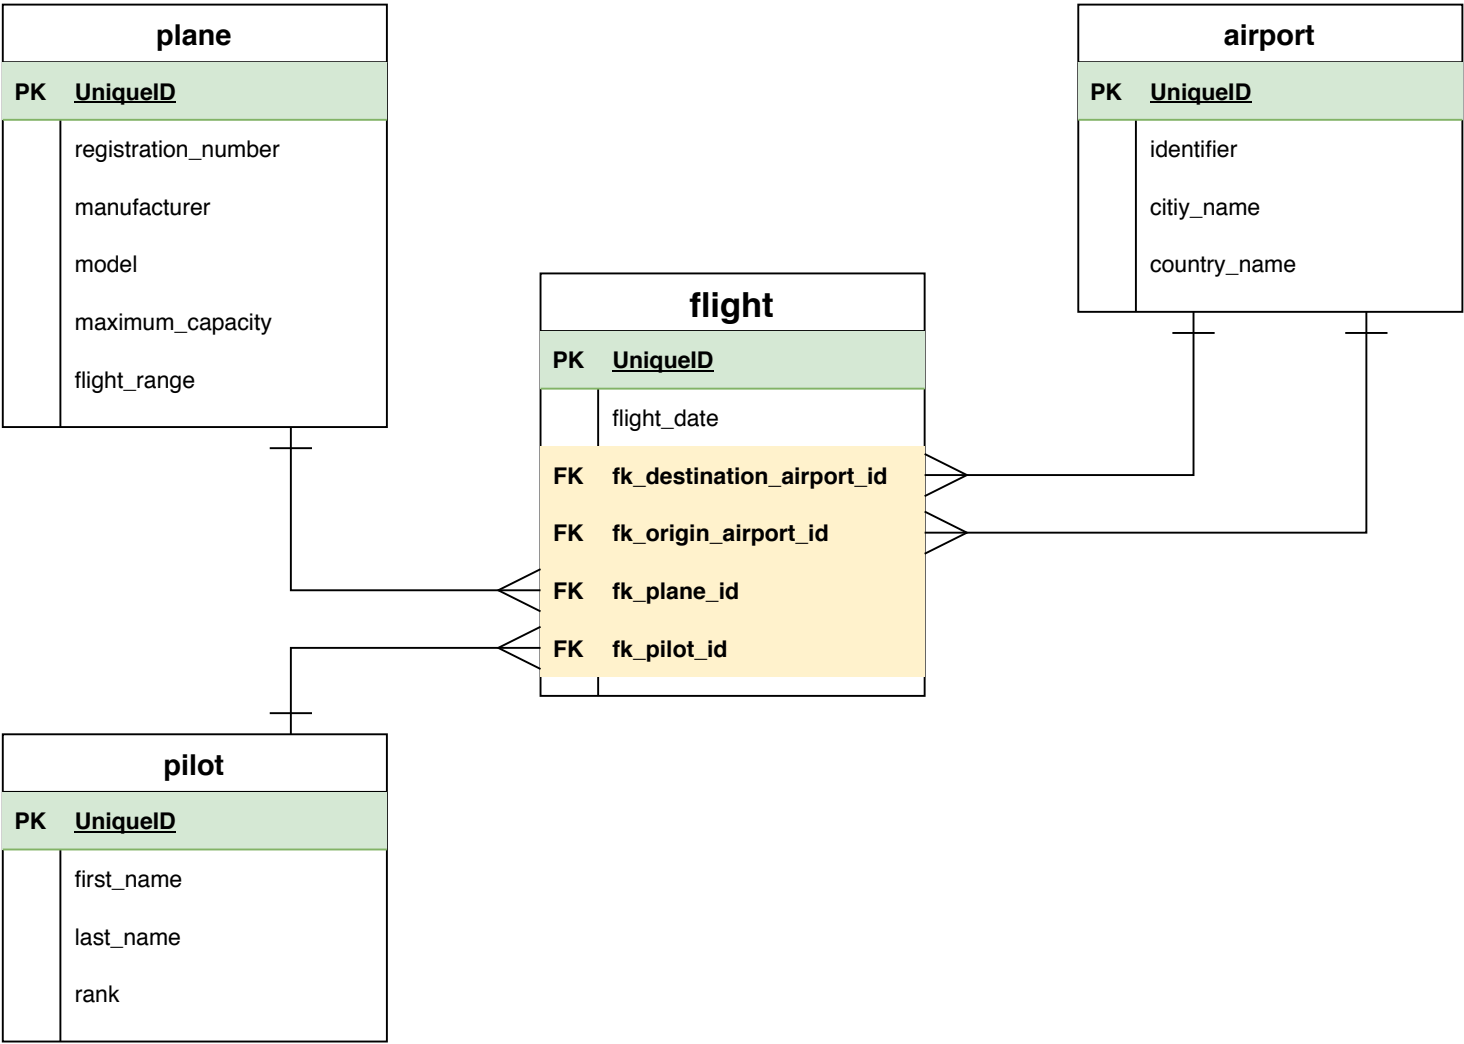 plane
PK UniqueID
registration_number
manufacturer
model
maximum_capacity
flight_range
airport
PK UniqueID
identifier
citiy_name
country_name
flight
PK UniqueID
flight_date
FK fk_destination_airport_id
FK fk_origin_airport_id
FK fk_plane_id
FK fk_pilot_id
pilot
PK UniqueID
first_name
last_name
rank